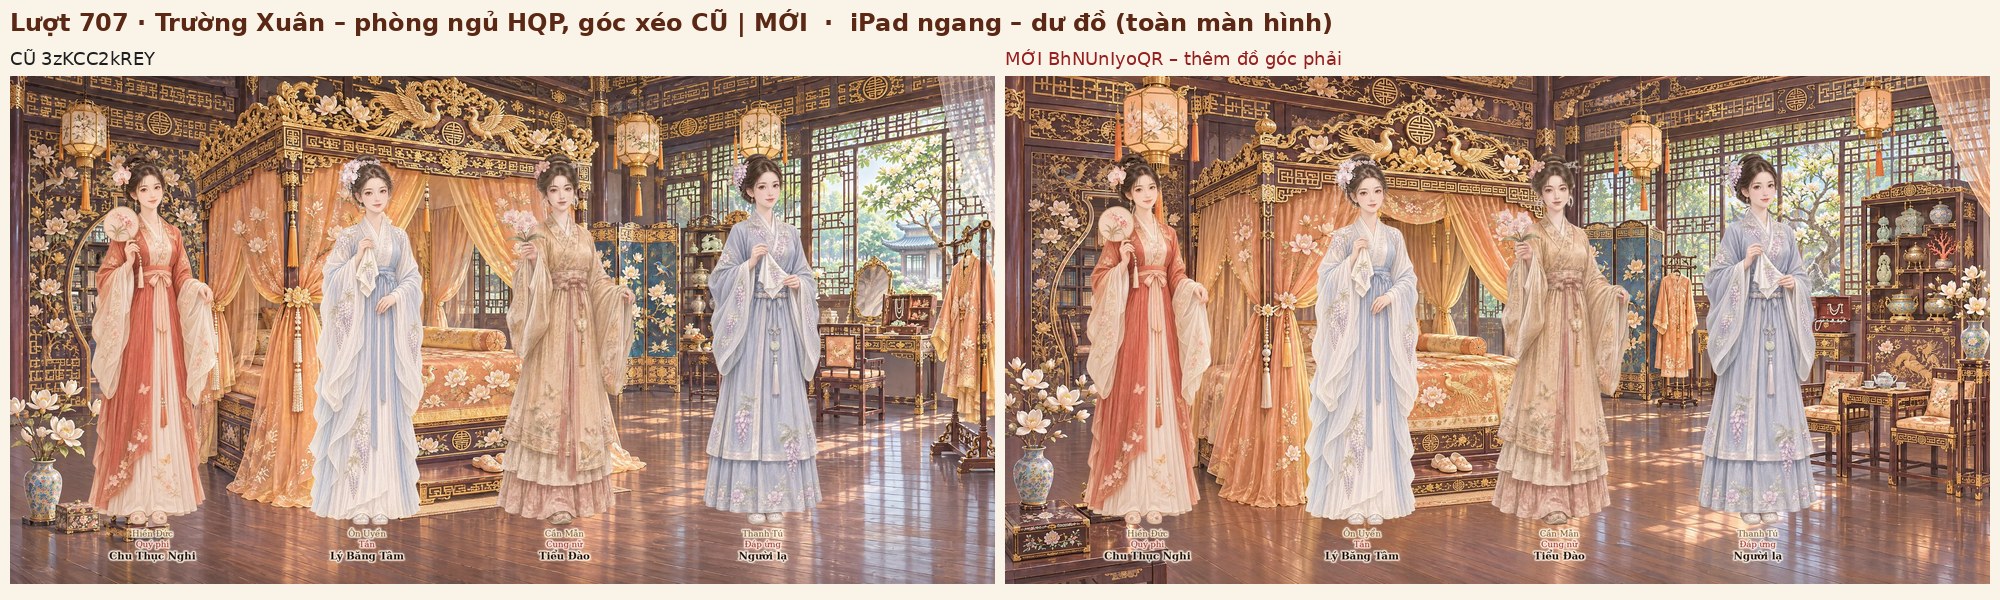 Lượt 707 · Trường Xuân – phòng ngủ HQP, góc xéo CŨ | MỚI · iPad ngang – dư đồ (toàn màn hình)
CŨ 3zKCC2kREY
MỚI BhNUnIyoQR – thêm đồ góc phải
Hiền Đức
Quý phi
Chu Thục Nghi
Ôn Uyển
Tần
Lý Băng Tâm
Cẩn Mẫn
Cung nữ
Tiểu Đào
Thanh Tú
Đáp ứng
Người lạ
Hiền Đức
Quý phi
Chu Thục Nghi
Ôn Uyển
Tần
Lý Băng Tâm
Cẩn Mẫn
Cung nữ
Tiểu Đào
Thanh Tú
Đáp ứng
Người lạ